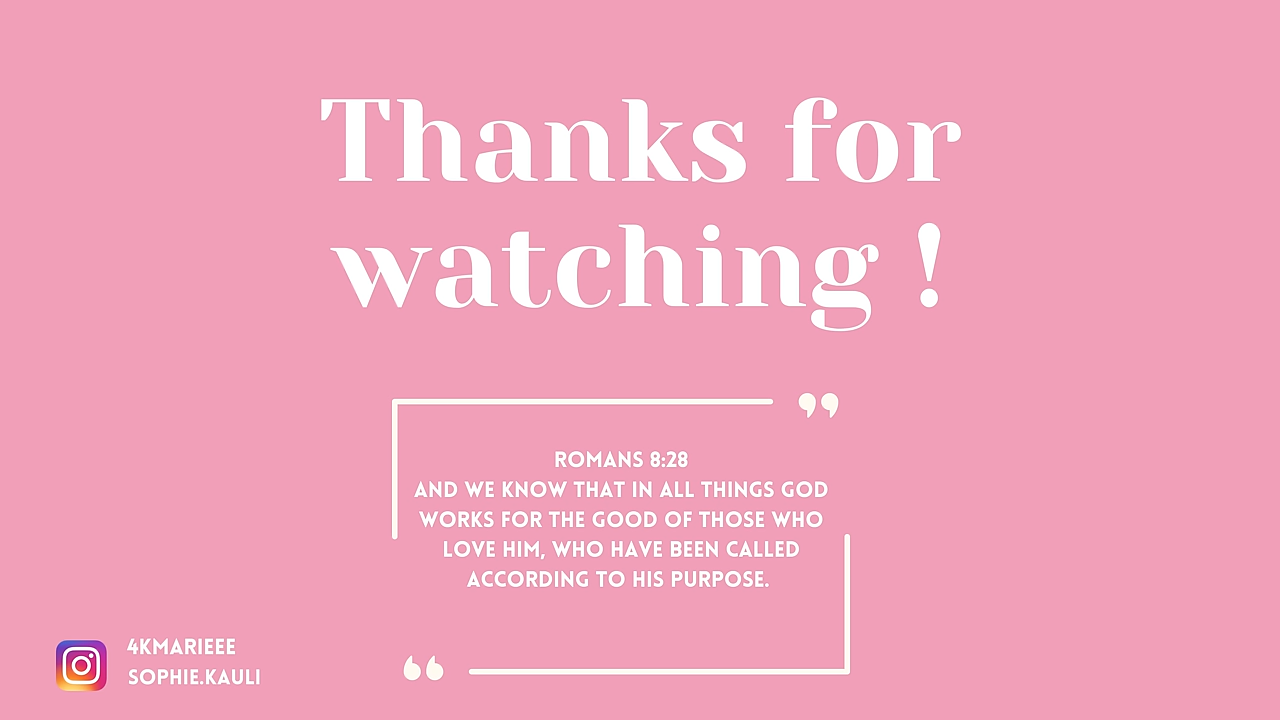 Thanks for
watching !
”
ROMANS 8:28
AND WE KNOW THAT IN ALL THINGS GOD
WORKS FOR THE GOOD OF THOSE WHO
LOVE HIM, WHO HAVE BEEN CALLED
ACCORDING TO HIS PURPOSE.
“
4KMARIEEE
SOPHIE.KAULI